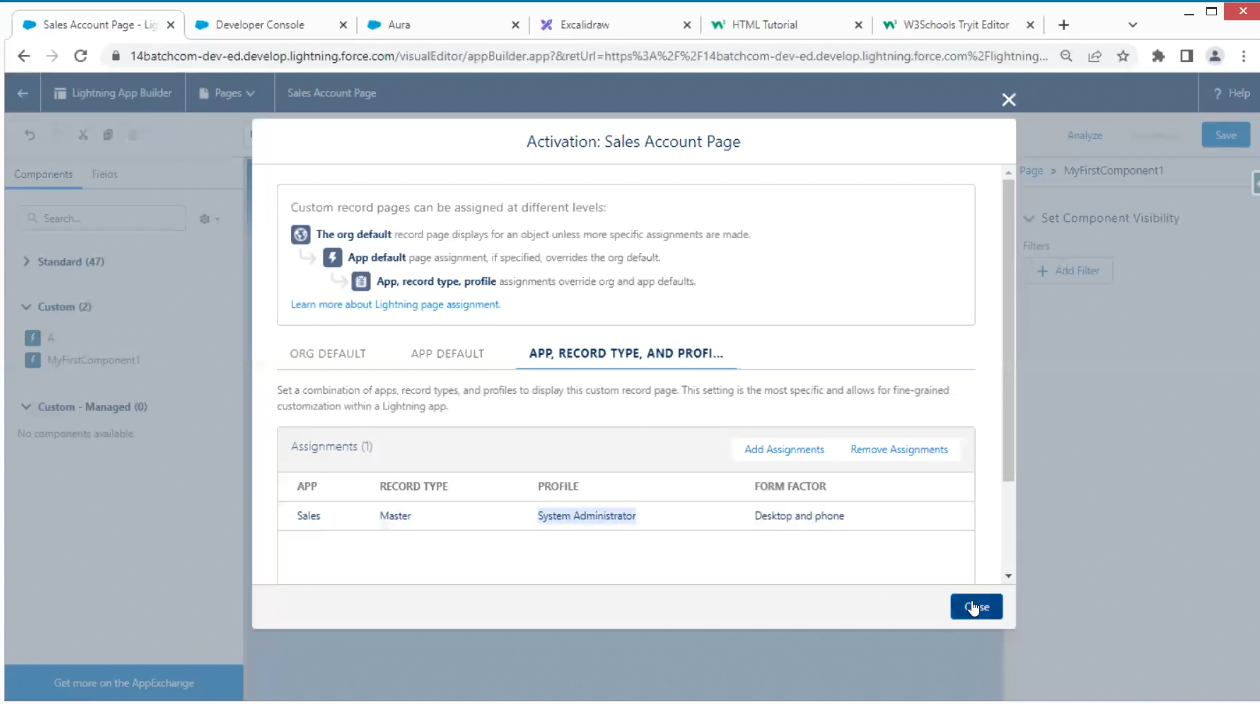 Sales Account Page - Lig
Developer Console
Aura
Excalidraw
HTML Tutorial
W3Schools Tryit Editor
14batchcom-dev-ed.develop.lightning.force.com/visualEditor/appBuilder.app?&retUrl=https%3A%2F%2F14batchcom-dev-ed.develop.lightning.force.com%2Flightning...
Lightning App Builder
Pages
Sales Account Page
? Help
Activation: Sales Account Page
Analyze
Save
Components
Fields
Page > MyFirstComponent1
Search...
Set Component Visibility
Filters
+ Add Filter
Standard (47)
Custom (2)
A
MyFirstComponent1
Custom - Managed (0)
No components available.
Custom record pages can be assigned at different levels:
The org default record page displays for an object unless more specific assignments are made.
App default page assignment, if specified, overrides the org default.
App, record type, profile assignments override org and app defaults.
Learn more about Lightning page assignment.
ORG DEFAULT
APP DEFAULT
APP, RECORD TYPE, AND PROFI...
Set a combination of apps, record types, and profiles to display this custom record page. This setting is the most specific and allows for fine-grained
customization within a Lightning app.
Assignments (1)
Add Assignments
Remove Assignments
APP
RECORD TYPE
PROFILE
FORM FACTOR
Sales
Master
System Administrator
Desktop and phone
Close
Get more on the AppExchange